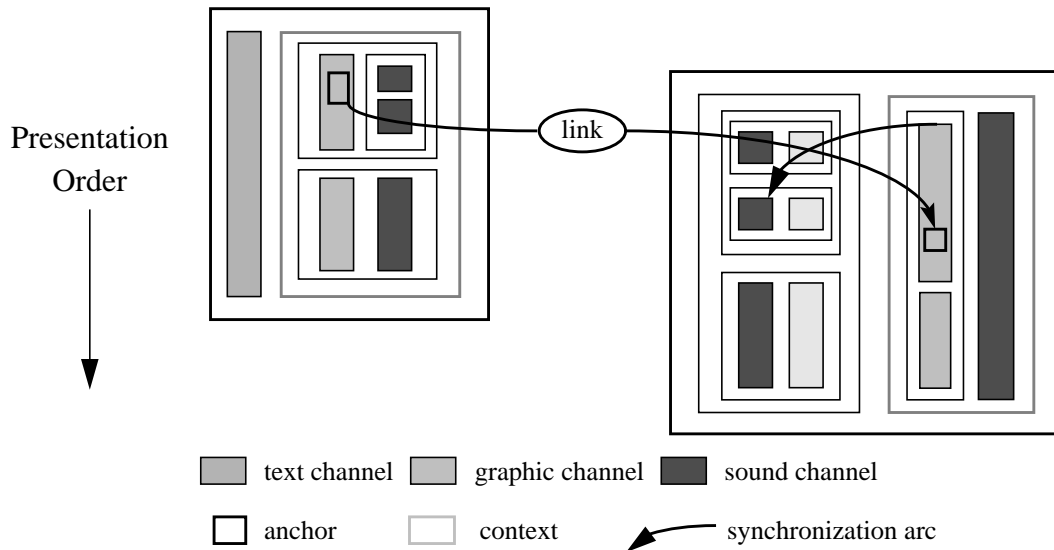 link
Presentation
Order
text channel graphic channel sound channel
anchor context synchronization arc